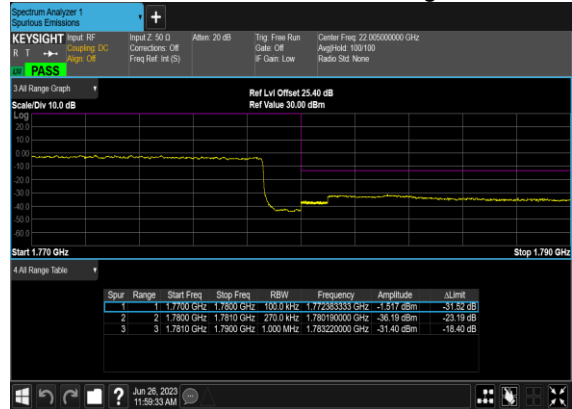 Spectrum Analyzer 1
Spurious Emissions
+
KEYSIGHT Input: RF Input Z: 50 Ω Atten: 20 dB Trig: Free Run Center Freq: 22.005000000 GHz
R T Coupling: DC Corrections: Off Gate: Off Avg|Hold: 100/100
Align: Off Freq Ref: Int (S) IF Gain: Low Radio Std: None
PASS
3 All Range Graph Ref Lvl Offset 25.40 dB
Scale/Div 10.0 dB Ref Value 30.00 dBm
Log
20.0
10.0
0.00
-10.0
-20.0
-30.0
-40.0
-50.0
-60.0
Start 1.770 GHz Stop 1.790 GHz
4 All Range Table
Spur Range Start Freq Stop Freq RBW Frequency Amplitude ΔLimit
1 1 1.7700 GHz 1.7800 GHz 100.0 kHz 1.772383333 GHz -1.517 dBm -31.52 dB
2 2 1.7800 GHz 1.7810 GHz 270.0 kHz 1.780190000 GHz -36.19 dBm -23.19 dB
3 3 1.7810 GHz 1.7900 GHz 1.000 MHz 1.783220000 GHz -31.40 dBm -18.40 dB
? Jun 26, 2023
11:59:33 AM